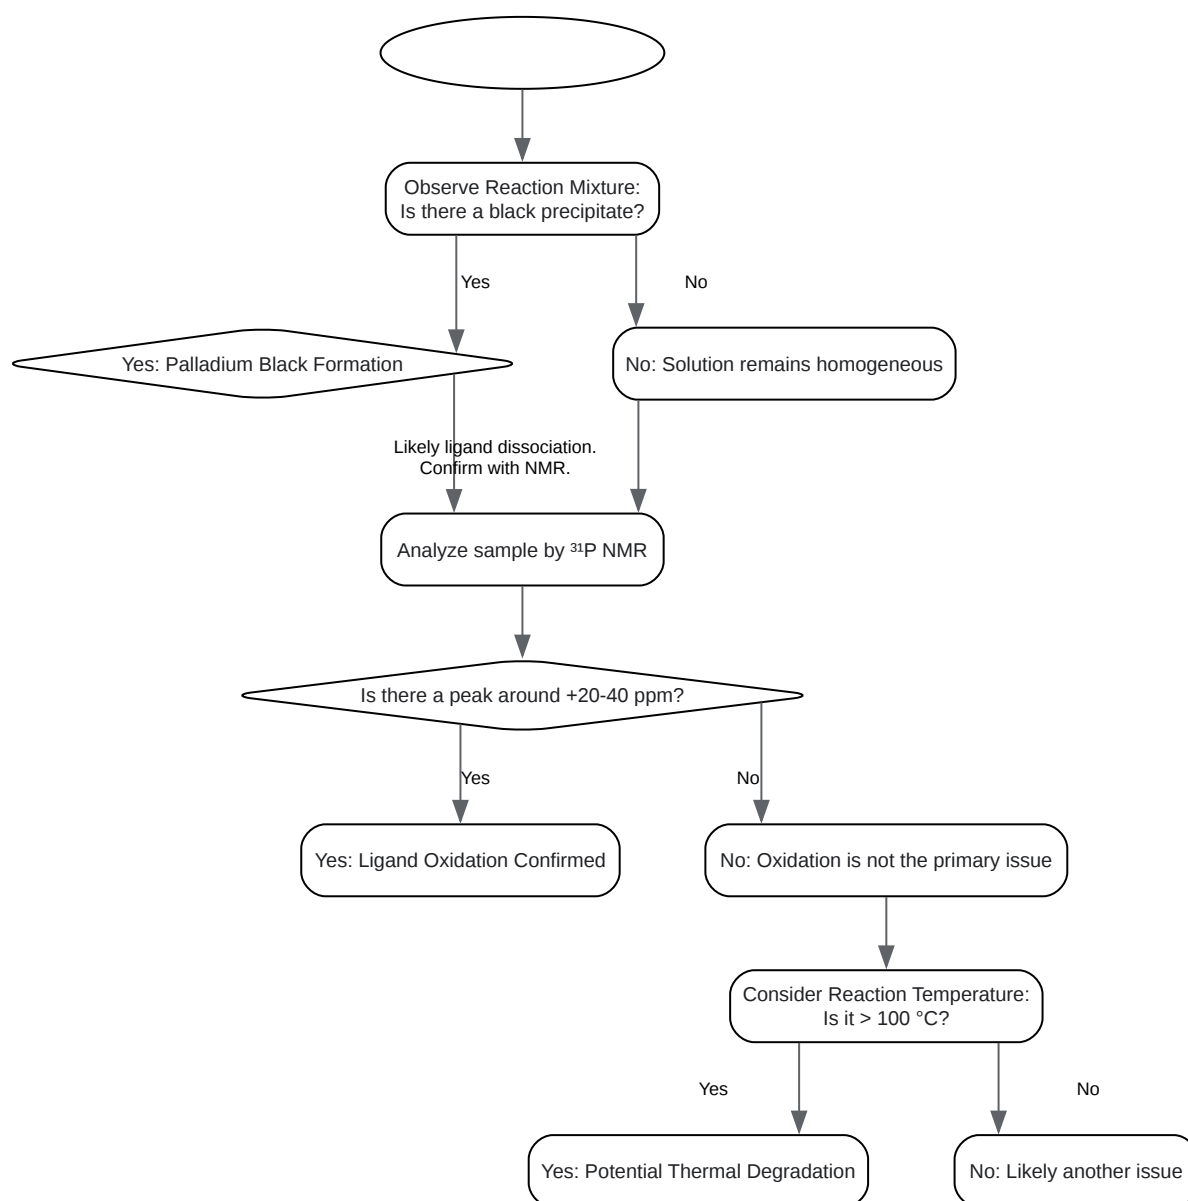 Observe Reaction Mixture:
Is there a black precipitate?
Yes
No
Yes: Palladium Black Formation
No: Solution remains homogeneous
Likely ligand dissociation.
Confirm with NMR.
Analyze sample by ³¹P NMR
Is there a peak around +20-40 ppm?
Yes
No
Yes: Ligand Oxidation Confirmed
No: Oxidation is not the primary issue
Consider Reaction Temperature:
Is it > 100 °C?
Yes
No
Yes: Potential Thermal Degradation
No: Likely another issue